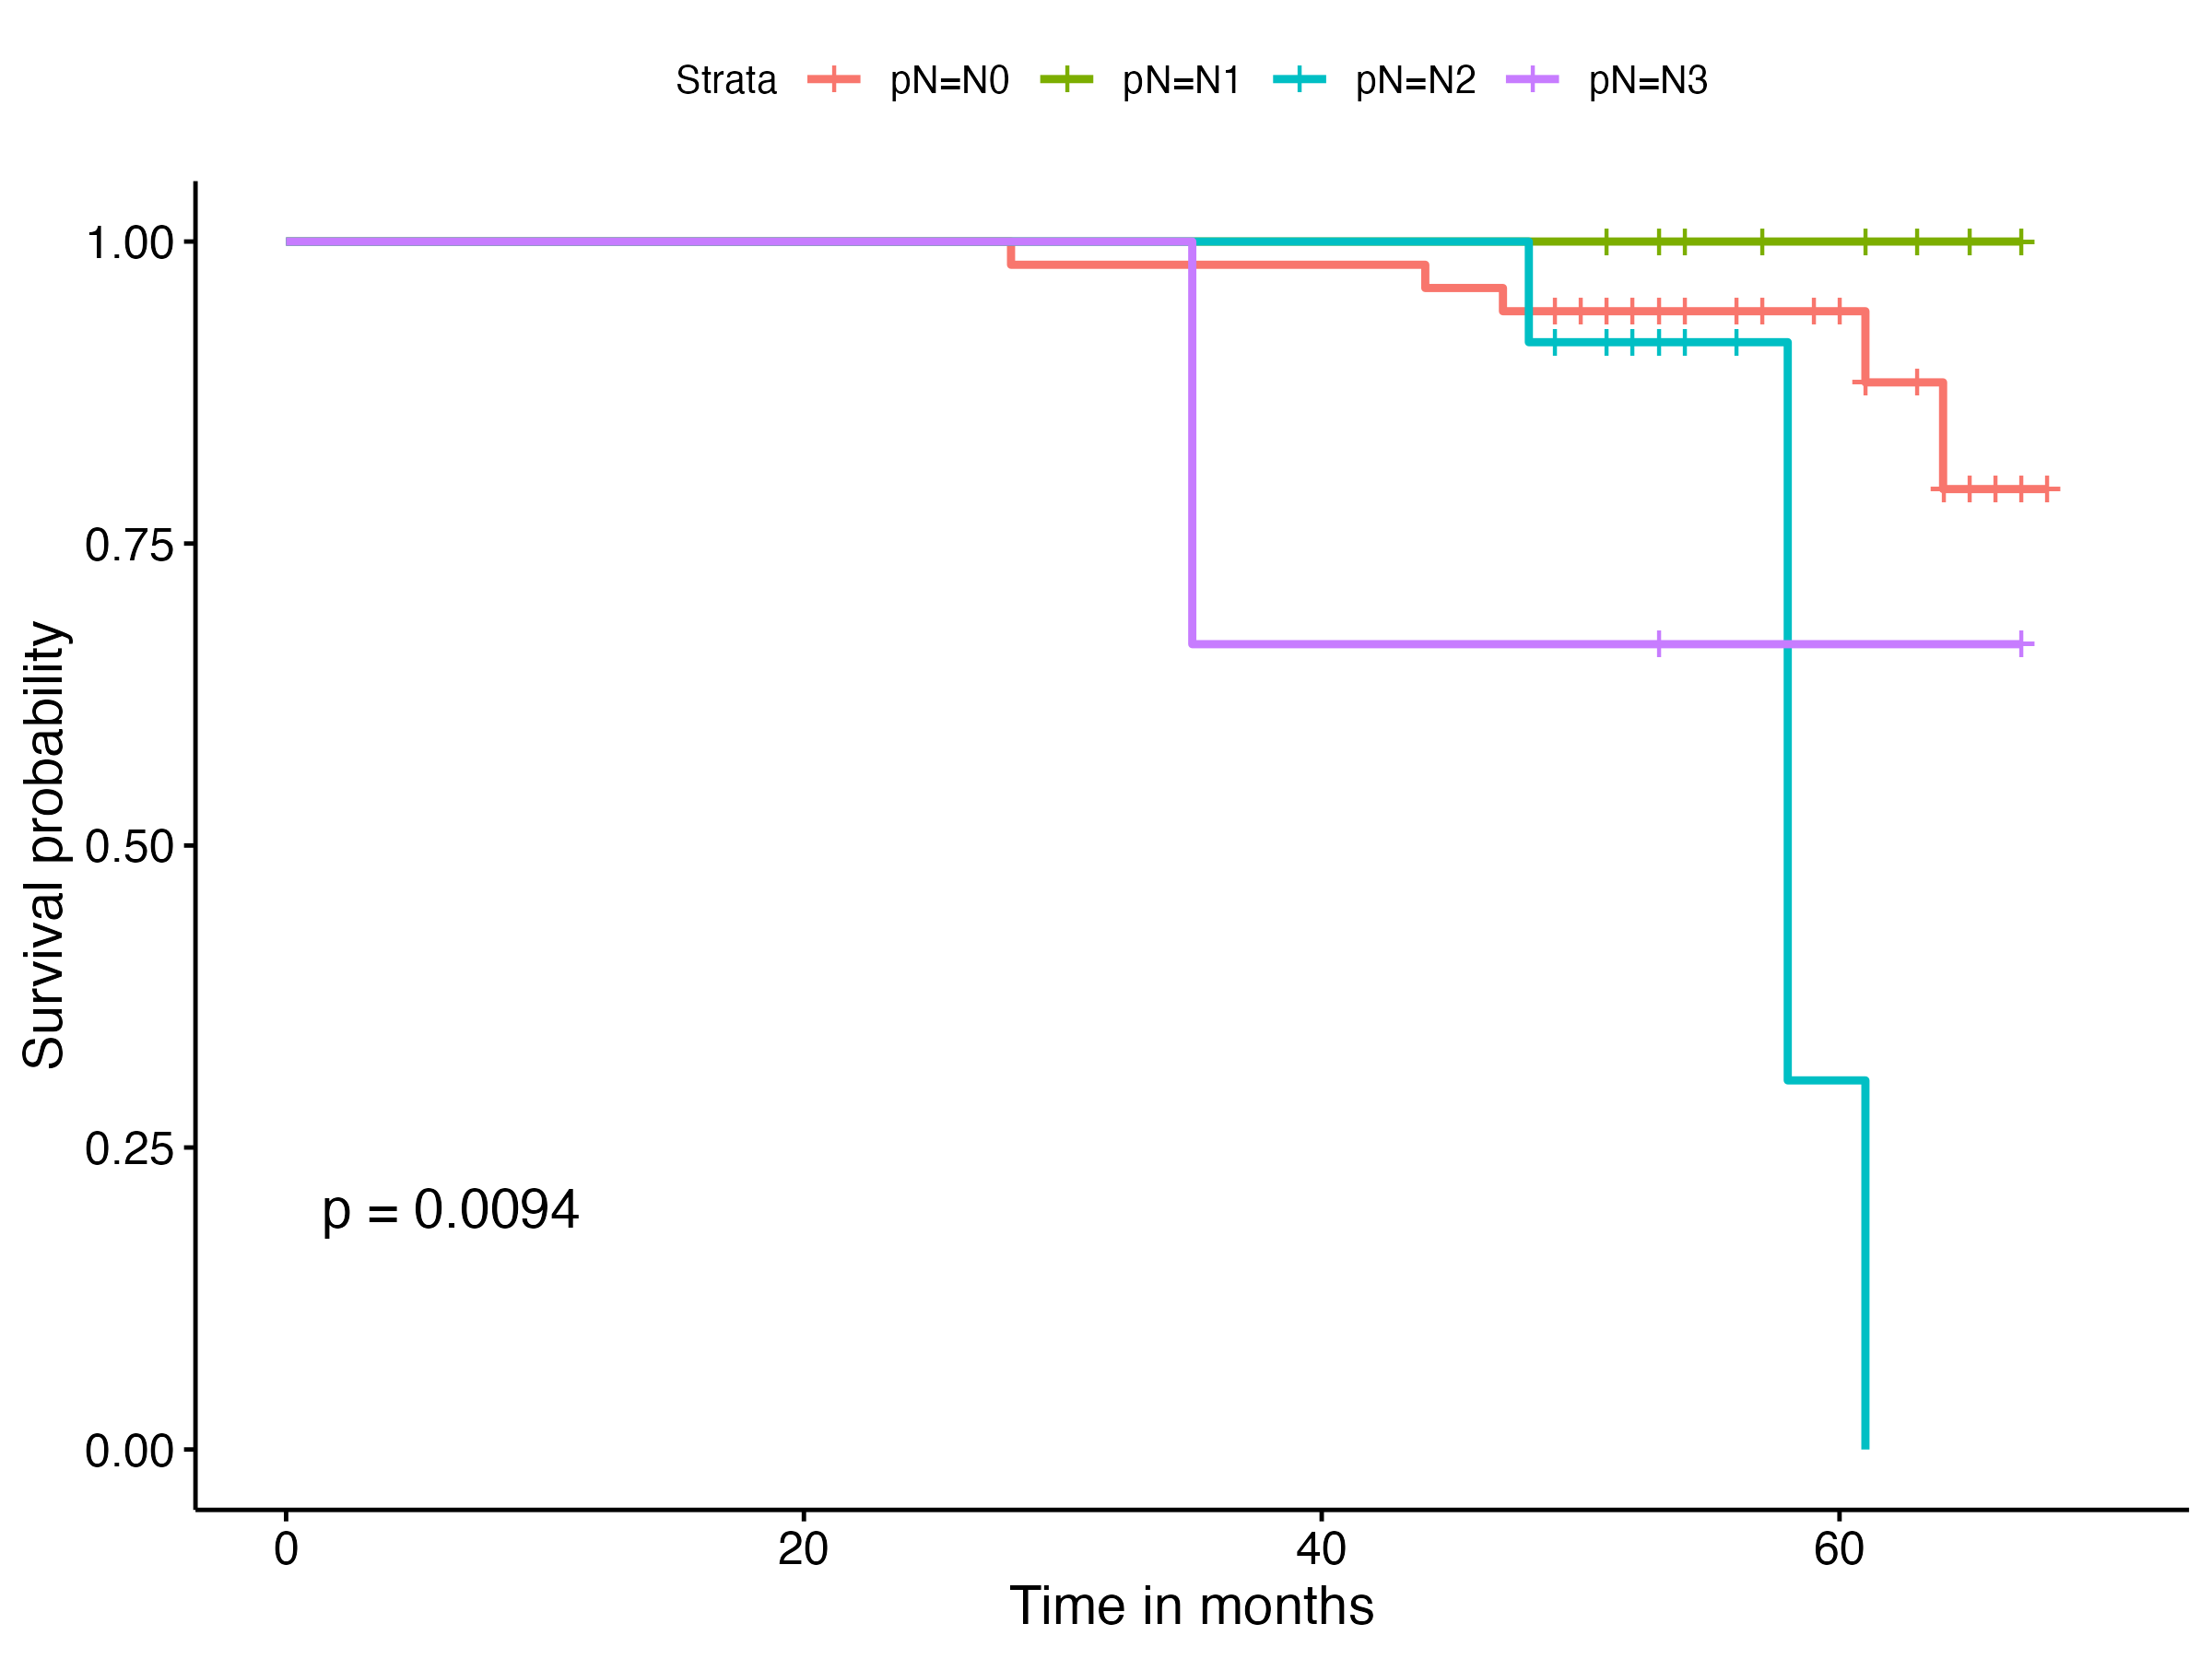 Strata pN=N0 pN=N1 pN=N2 pN=N3
1.00
0.75
0.50
0.25
0.00
Survival probability
p = 0.0094
0 20 40 60
Time in months